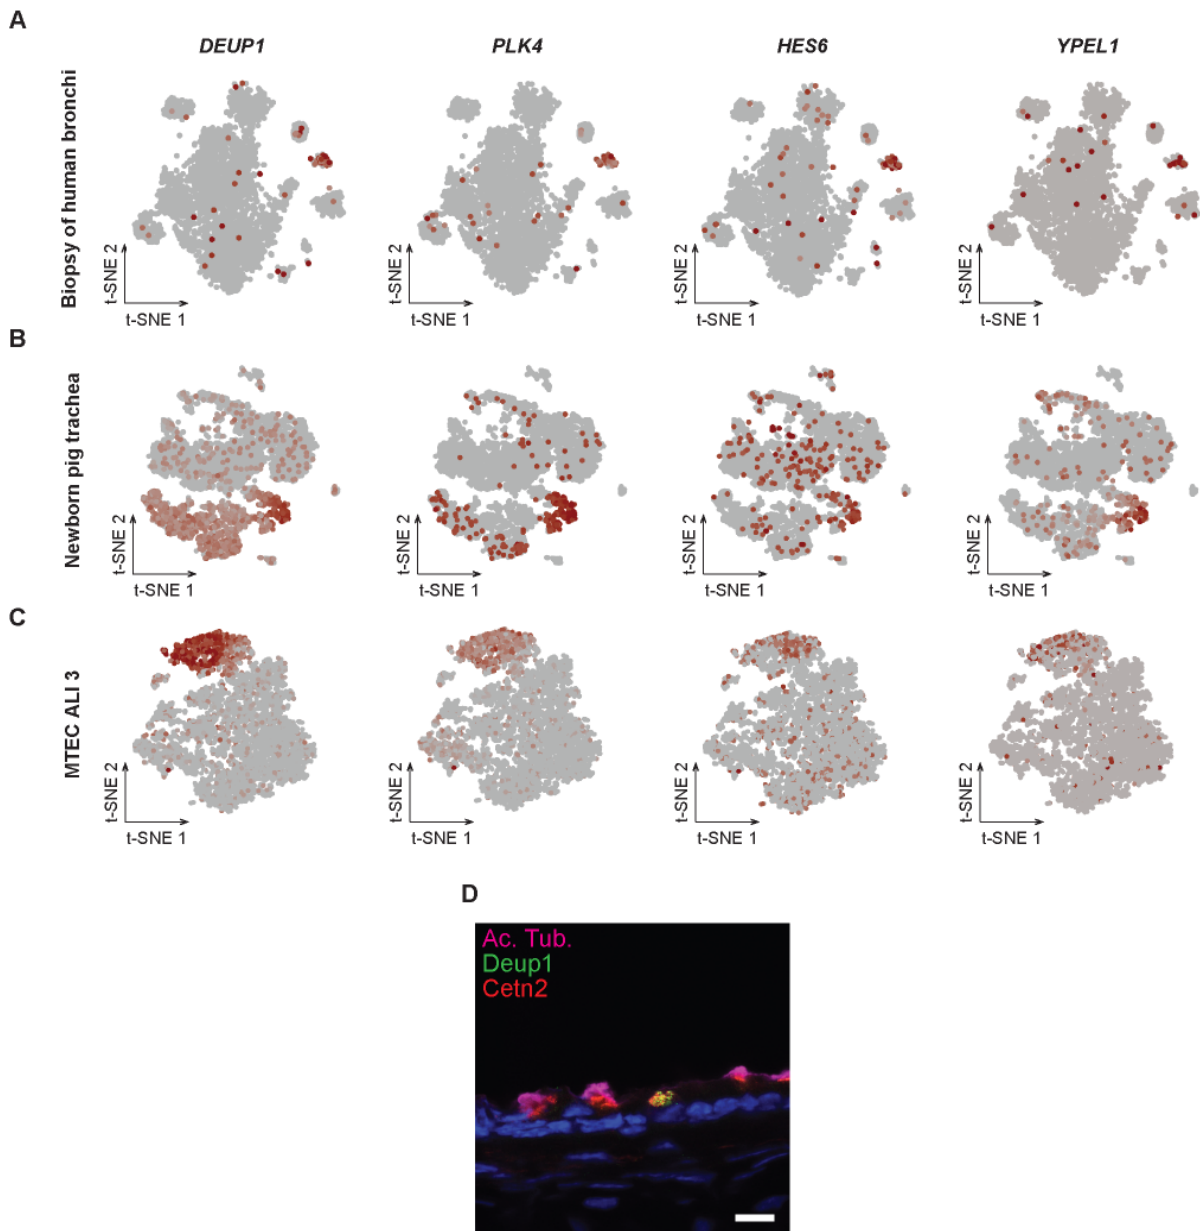 A
DEUP1 PLK4 HES6 YPEL1
Biopsy of human bronchi
t-SNE 2 t-SNE 2 t-SNE 2 t-SNE 2
t-SNE 1 t-SNE 1 t-SNE 1 t-SNE 1
B
Newborn pig trachea
t-SNE 2 t-SNE 2 t-SNE 2 t-SNE 2
t-SNE 1 t-SNE 1 t-SNE 1 t-SNE 1
C
MTEC ALI 3
t-SNE 2 t-SNE 2 t-SNE 2 t-SNE 2
t-SNE 1 t-SNE 1 t-SNE 1 t-SNE 1
D
Ac. Tub.
Deup1
Cetn2